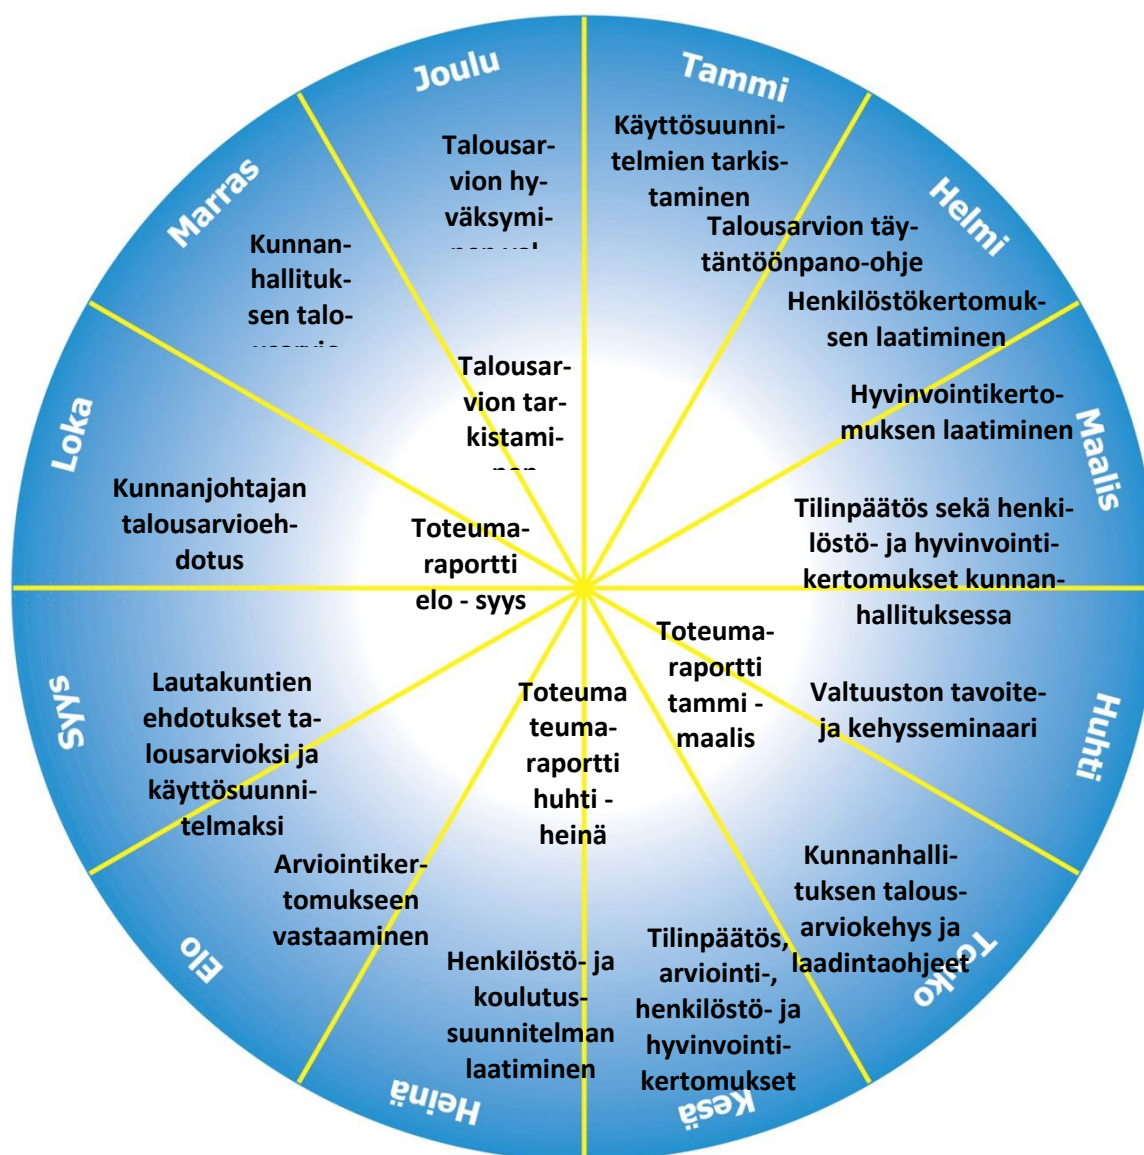 Joulu
Tammi
Talousar-
vion hy-
väksymi-
Käyttösuunni-
telmien tarkis-
taminen
Helmi
Talousarvion täy-
täntöönpano-ohje
Henkilöstökertomuk-
sen laatiminen
Maalis
Hyvinvointikerto-
muksen laatiminen
Tilinpäätös sekä henki-
löstö- ja hyvinvointi-
kertomukset kunnan-
hallituksessa
Huhti
Valtuuston tavoite-
ja kehysseminaari
Toteuma-
raportti
tammi -
maalis
Touko
Kunnanhalli-
tuksen talous-
arviokehys ja
laadintaohjeet
Kesä
Tilinpäätös,
arviointi-,
henkilöstö- ja
hyvinvointi-
kertomukset
Heinä
Henkilöstö- ja
koulutus-
suunnitelman
laatiminen
Toteuma
teuma-
raportti
huhti -
heinä
Elo
Arviointiker-
tomukseen
vastaaminen
Syys
Lautakuntien
ehdotukset ta-
lousarvioksi ja
käyttösuunni-
telmaksi
Loka
Kunnanjohtajan
talousarvioeh-
dotus
Toteuma-
raportti
elo - syys
Marras
Kunnan-
hallituk-
sen talo-
Talousar-
vion tar-
kistami-